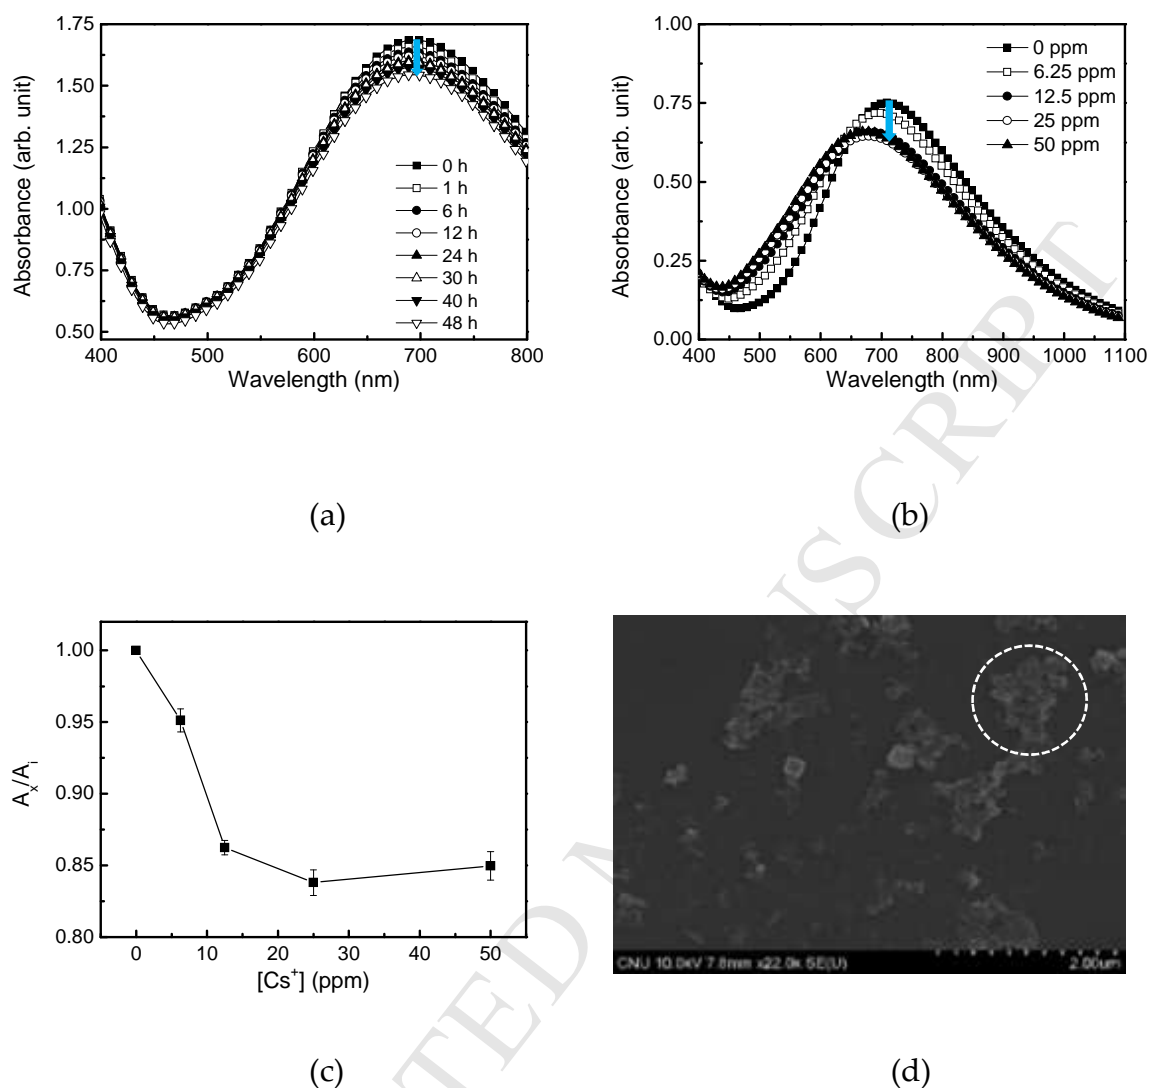 1.75
1.50
1.25
1.00
0.75
0.50
Absorbance (arb. unit)
0 h
1 h
6 h
12 h
24 h
30 h
40 h
48 h
400 500 600 700 800
Wavelength (nm)
(a)
1.00
0.75
0.50
0.25
0.00
Absorbance (arb. unit)
0 ppm
6.25 ppm
12.5 ppm
25 ppm
50 ppm
400 500 600 700 800 900 1000 1100
Wavelength (nm)
(b)
1.00
0.95
0.90
0.85
0.80
Aₓ/Aᵢ
0 10 20 30 40 50
[Cs⁺] (ppm)
(c)
CNU 10.0kV 7.8mm x22.0k SE(U) 2.00um
(d)
TED M
USCRIPT